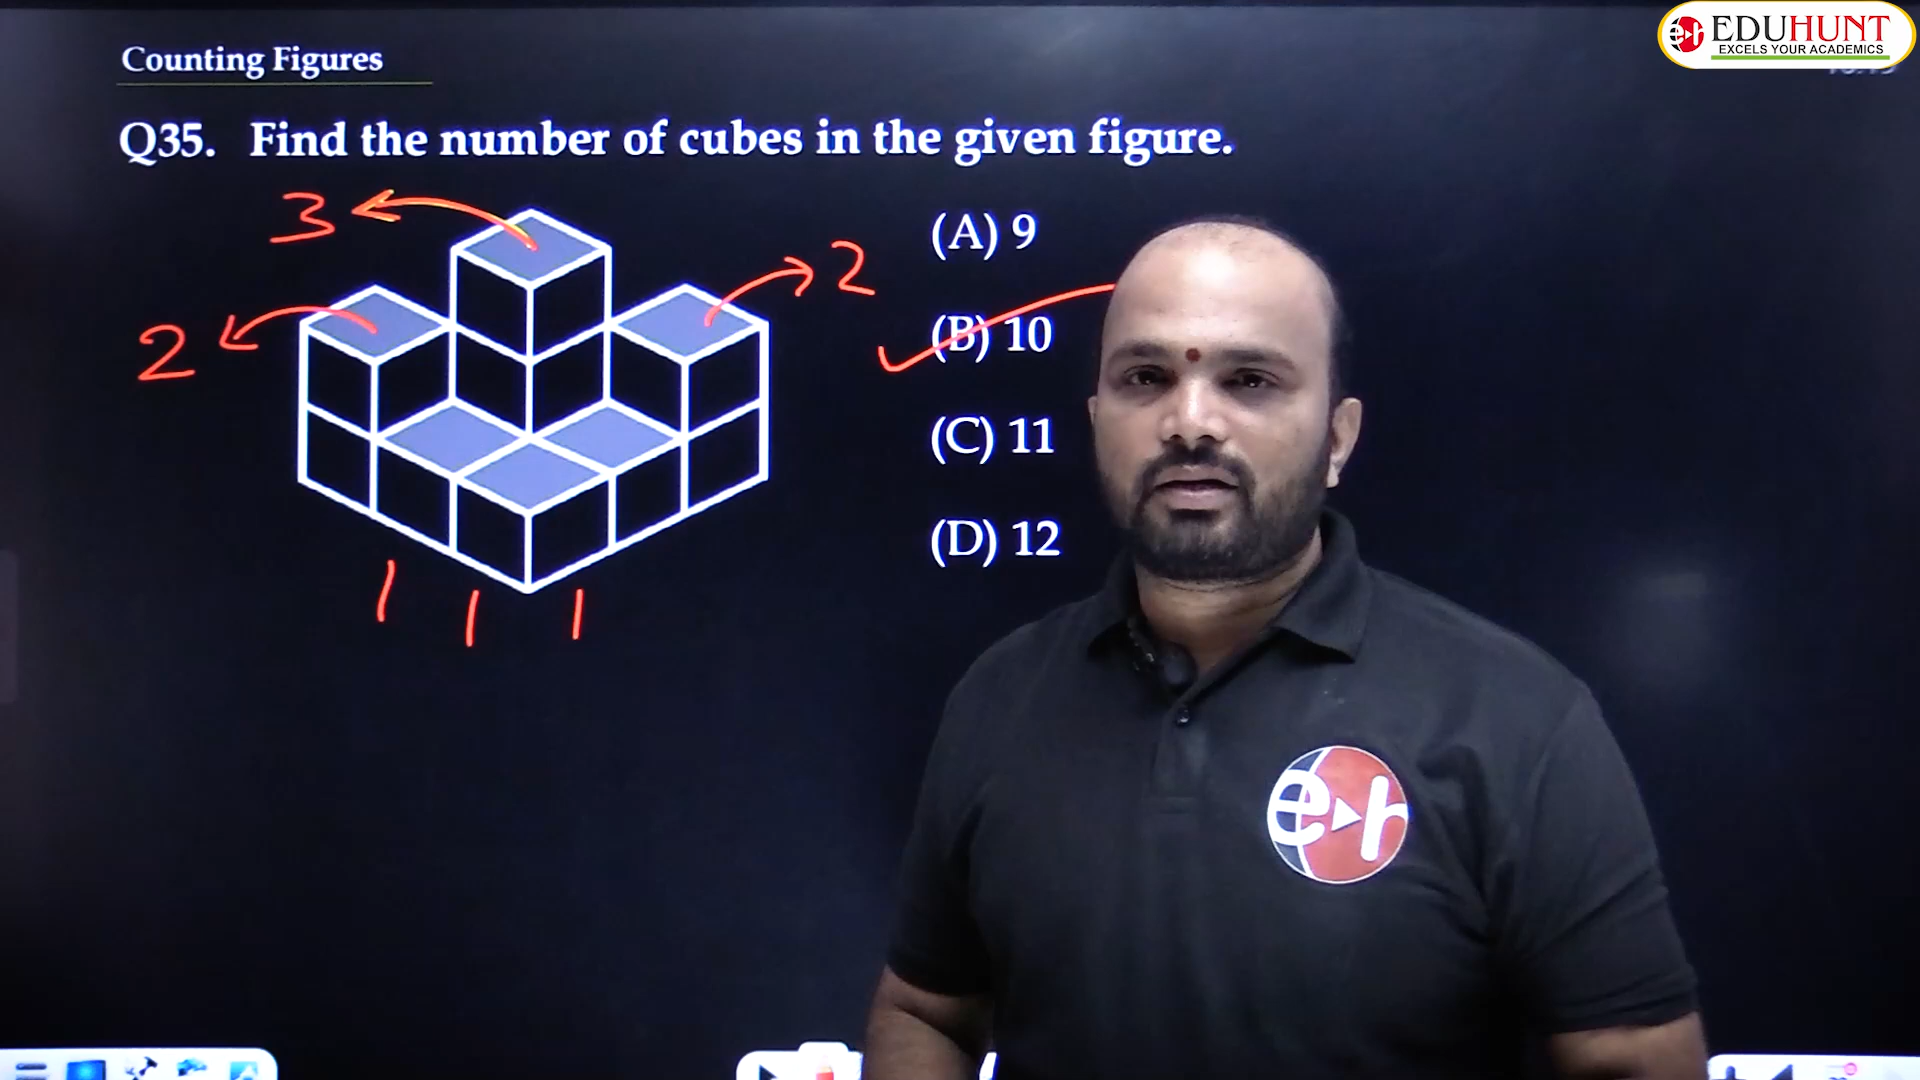 EDUHUNT
EXCELS YOUR ACADEMICS
Counting Figures
Q35. Find the number of cubes in the given figure.
3
2
2
1 1 1
(A) 9
(B) 10
(C) 11
(D) 12